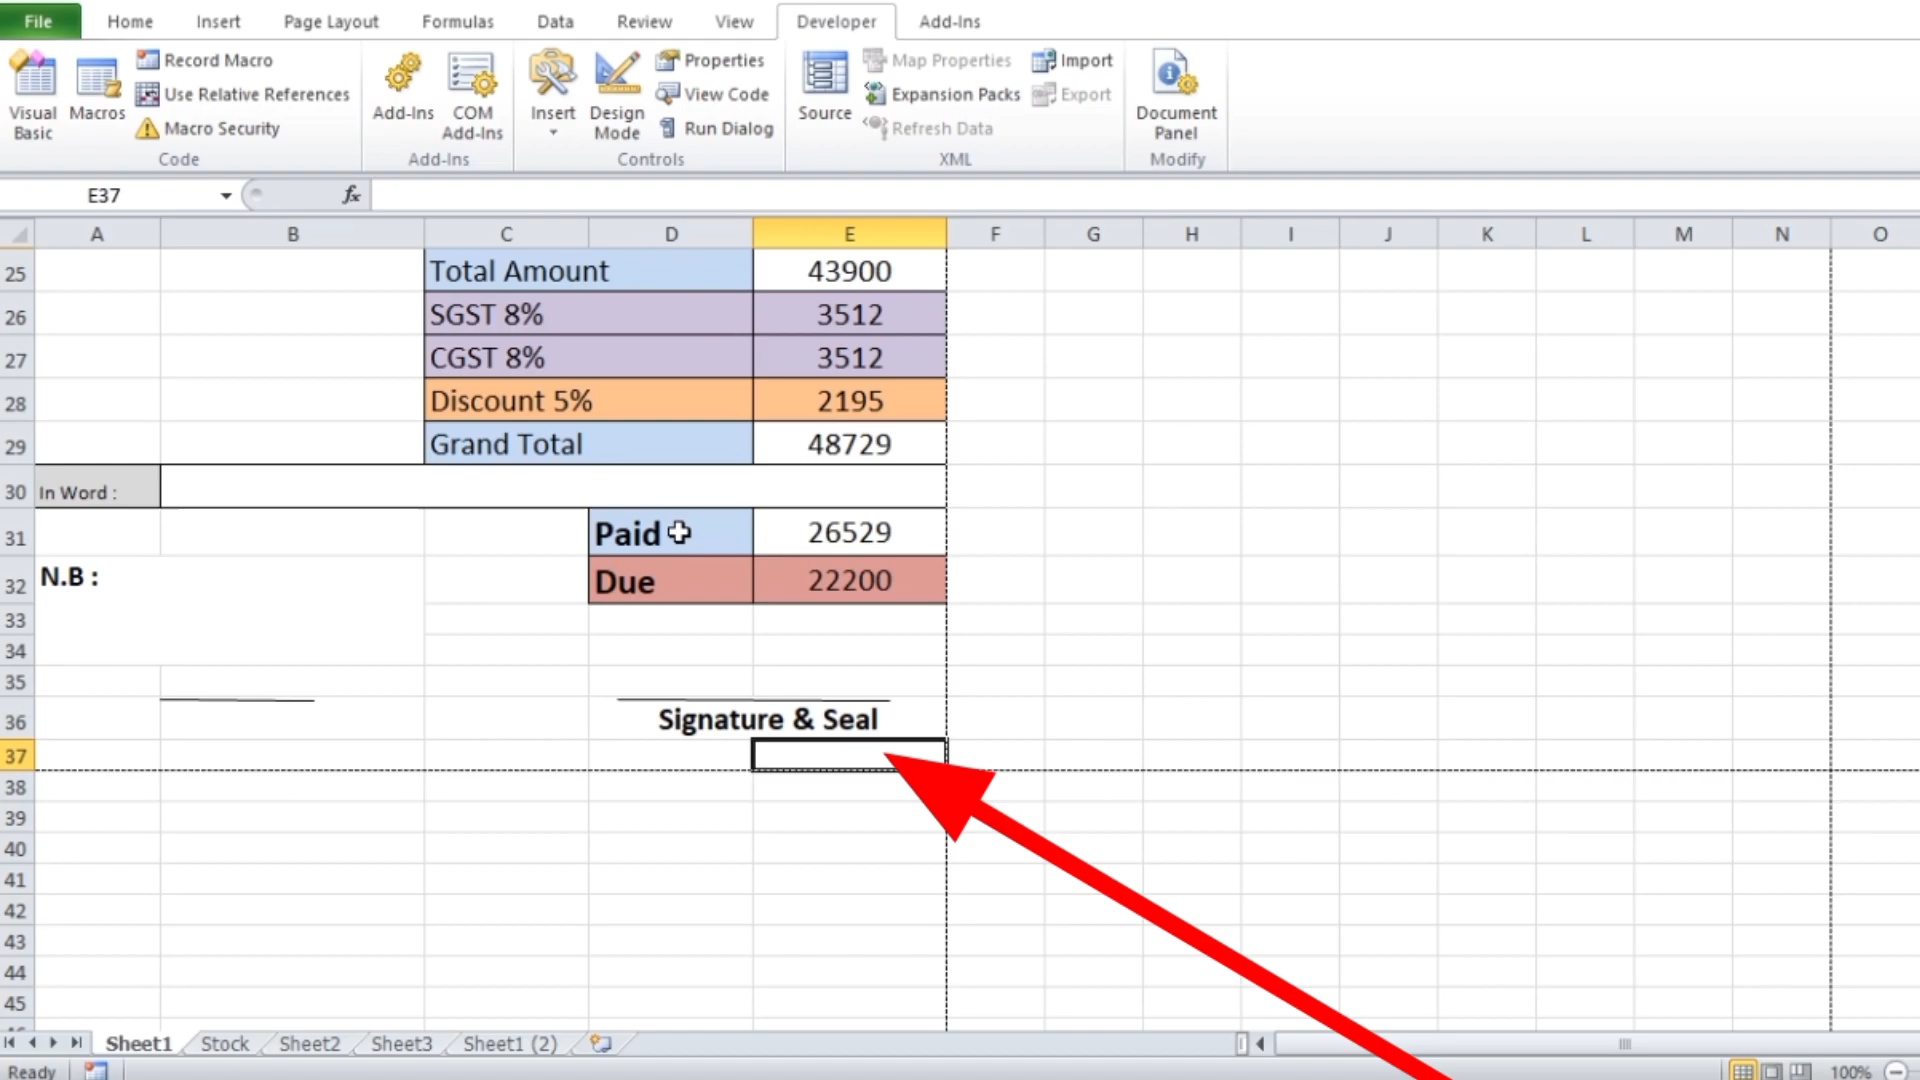 File Home Insert Page Layout Formulas Data Review View Developer Add-Ins
Visual Basic
Macros
Record Macro
Use Relative References
Macro Security
Code
Add-Ins
COM Add-Ins
Add-Ins
Insert
Design Mode
Properties
View Code
Run Dialog
Controls
Source
Map Properties
Expansion Packs
Refresh Data
Import
Export
XML
Document Panel
Modify
E37 fx
A B C D E F G H I J K L M N O
25 Total Amount 43900
26 SGST 8% 3512
27 CGST 8% 3512
28 Discount 5% 2195
29 Grand Total 48729
30 In Word :
31 Paid 26529
32 N.B : Due 22200
33
34
35
36 Signature & Seal
37
38
39
40
41
42
43
44
45
Sheet1 Stock Sheet2 Sheet3 Sheet1 (2)
Ready 100%